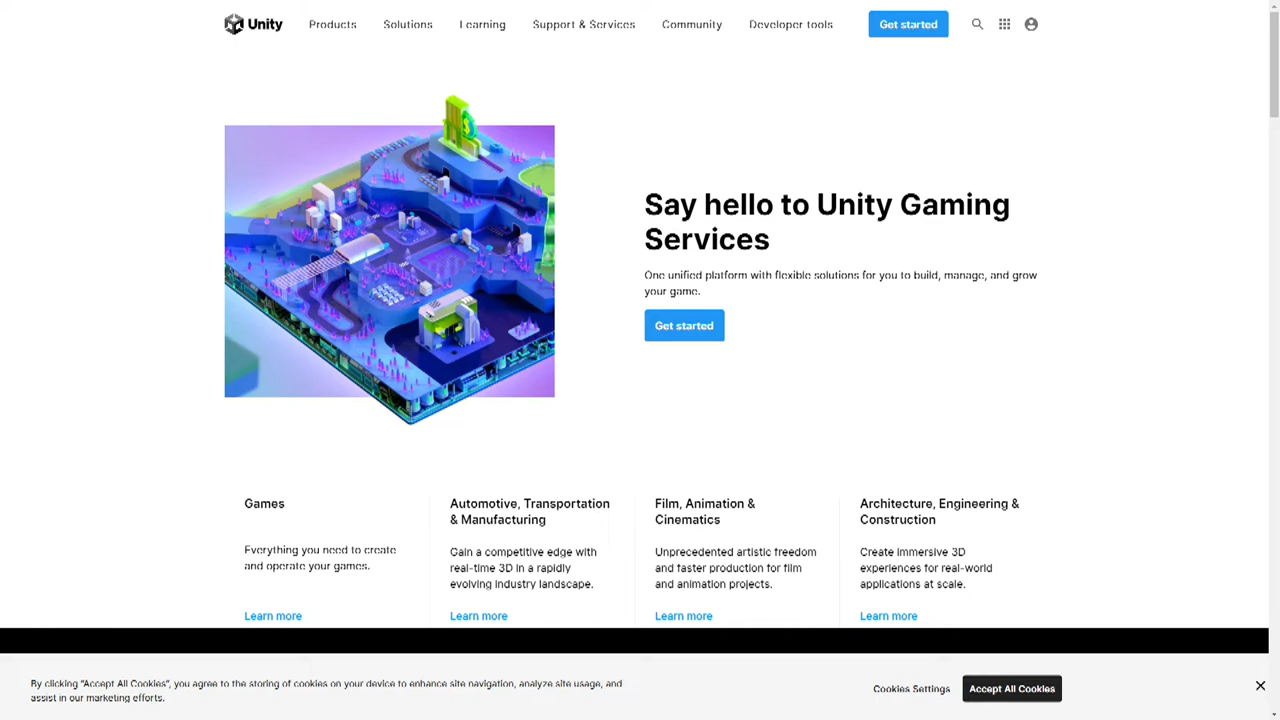 Unity
Products
Solutions
Learning
Support & Services
Community
Developer tools
Get started
Say hello to Unity Gaming
Services
One unified platform with flexible solutions for you to build, manage, and grow
your game.
Get started
Games
Everything you need to create
and operate your games.
Learn more
Automotive, Transportation
& Manufacturing
Gain a competitive edge with
real-time 3D in a rapidly
evolving industry landscape.
Learn more
Film, Animation &
Cinematics
Unprecedented artistic freedom
and faster production for film
and animation projects.
Learn more
Architecture, Engineering &
Construction
Create immersive 3D
experiences for real-world
applications at scale.
Learn more
By clicking “Accept All Cookies”, you agree to the storing of cookies on your device to enhance site navigation, analyze site usage, and
assist in our marketing efforts.
Cookies Settings
Accept All Cookies